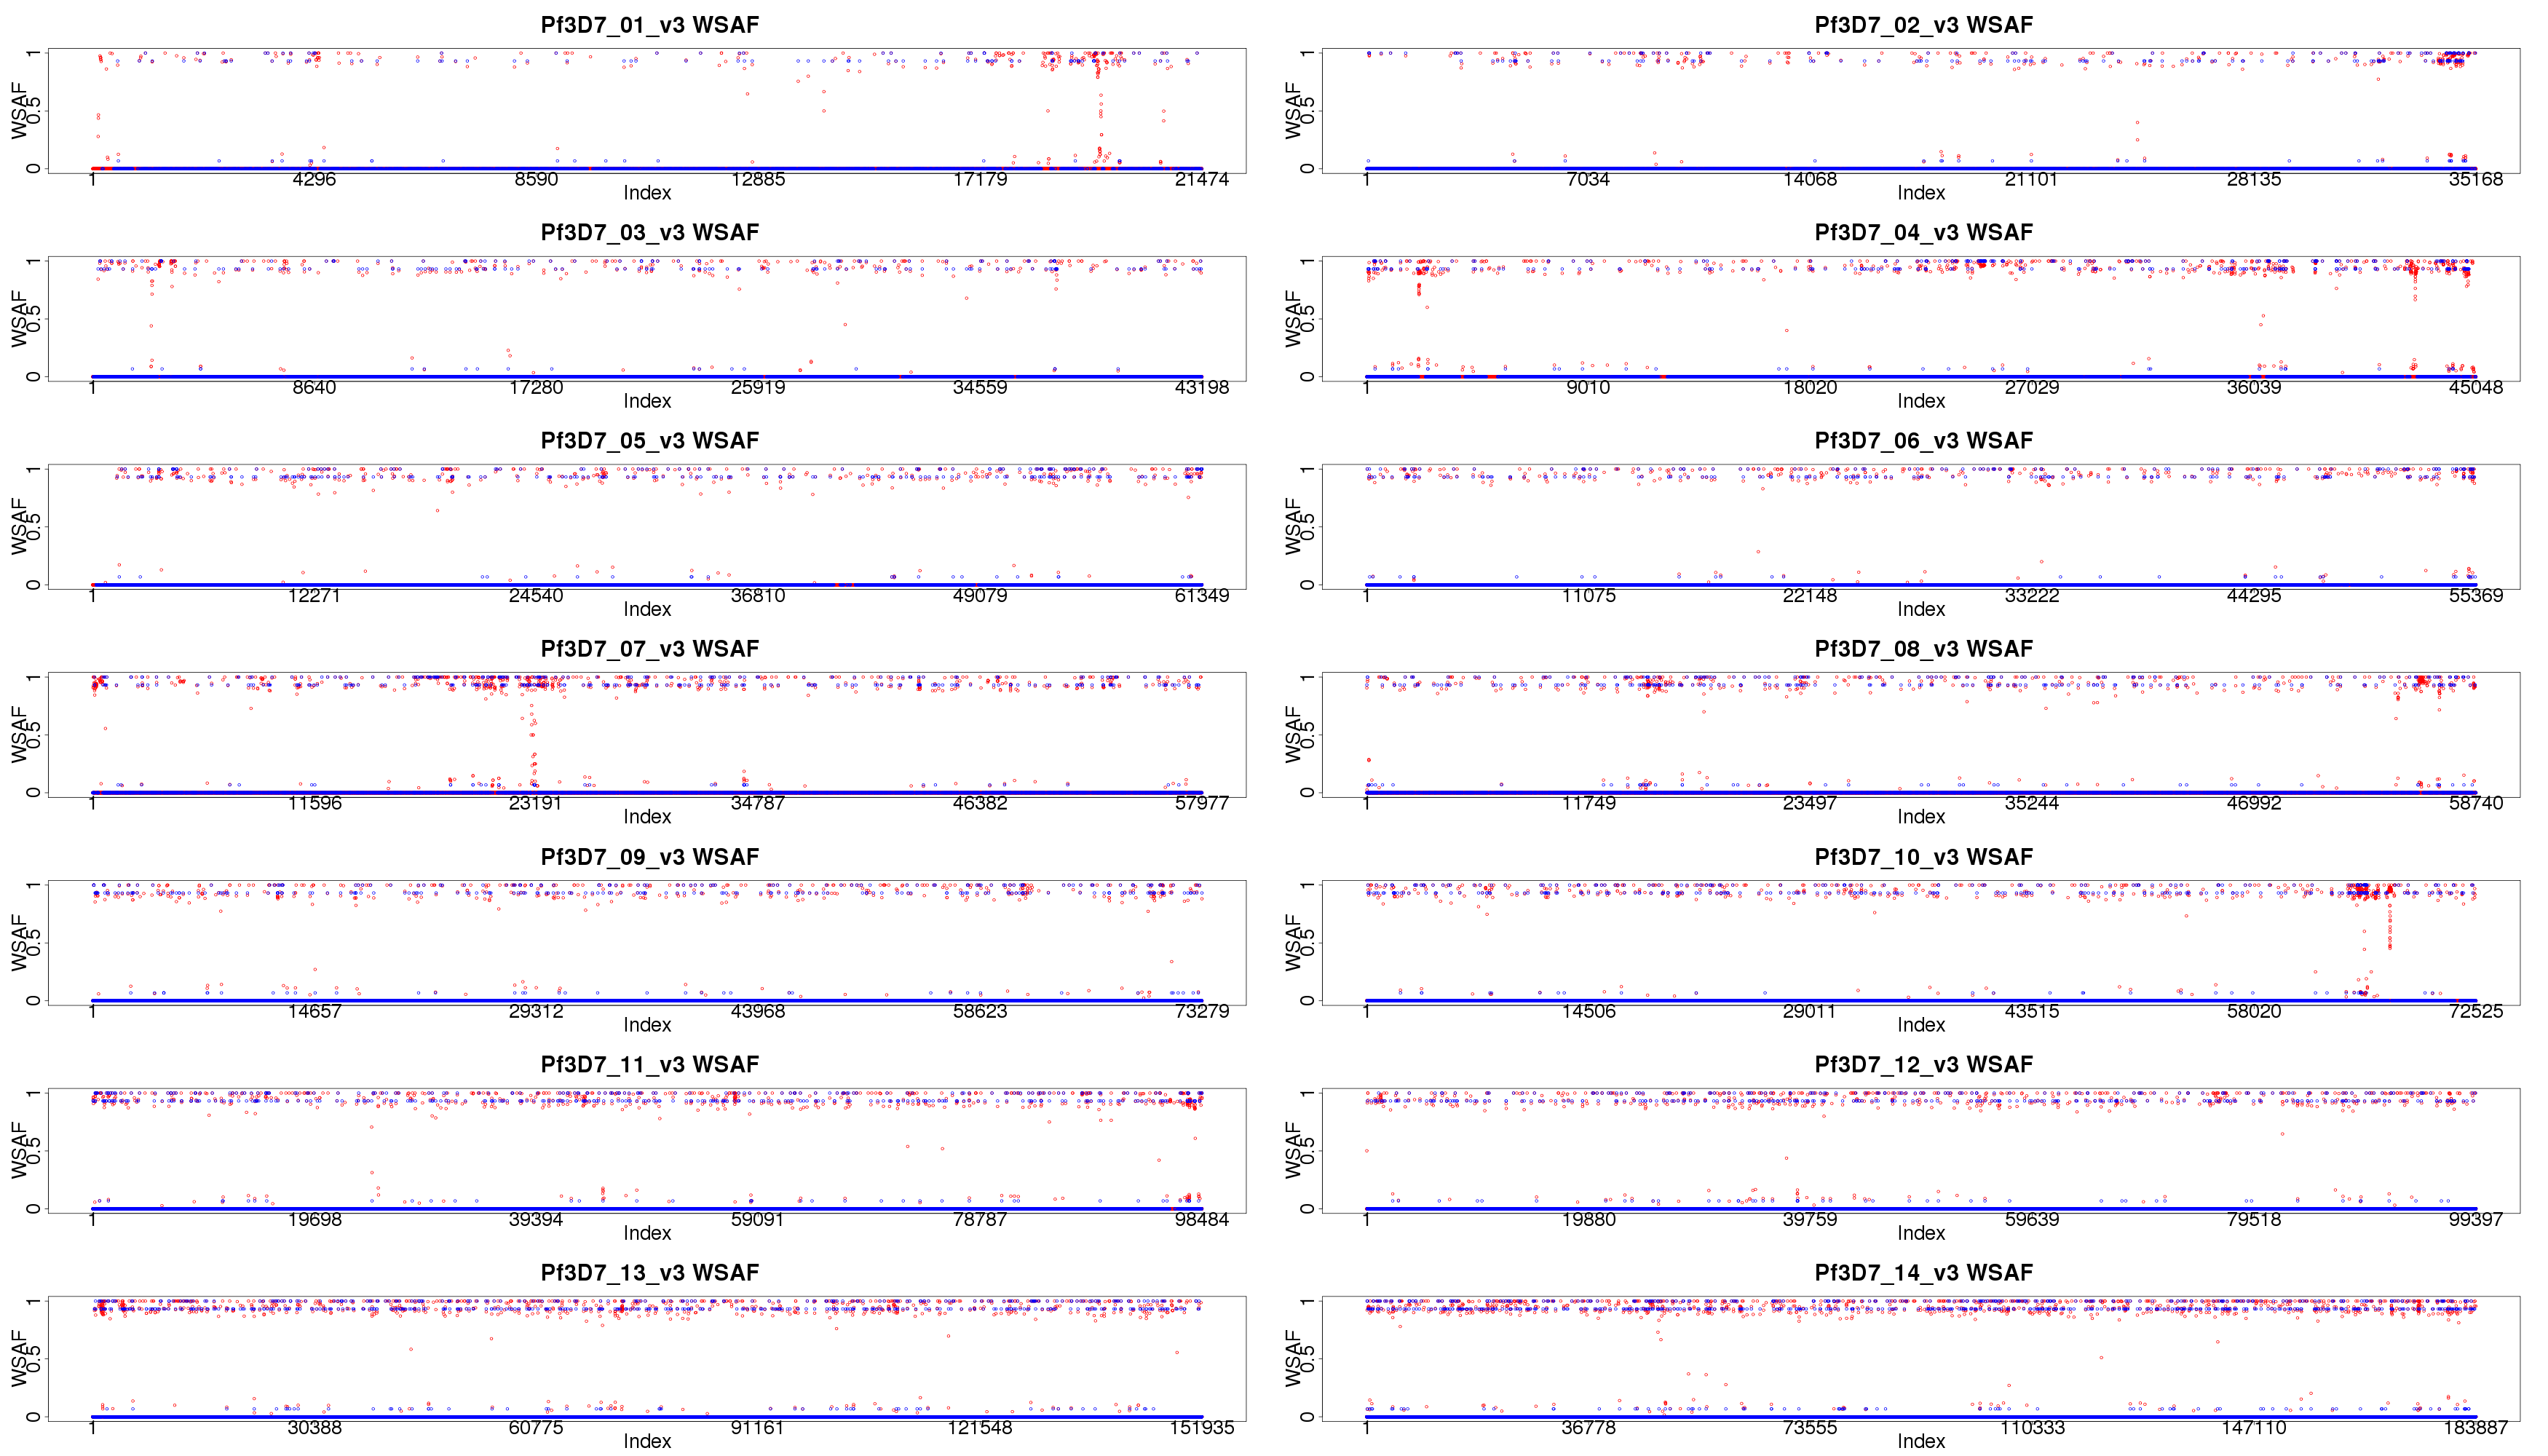 Pf3D7_01_v3 WSAF
WSAF
0 0.5 1
1 4296 8590 12885 17179 21474
Index
Pf3D7_02_v3 WSAF
WSAF
0 0.5 1
1 7034 14068 21101 28135 35168
Index
Pf3D7_03_v3 WSAF
WSAF
0 0.5 1
1 8640 17280 25919 34559 43198
Index
Pf3D7_04_v3 WSAF
WSAF
0 0.5 1
1 9010 18020 27029 36039 45048
Index
Pf3D7_05_v3 WSAF
WSAF
0 0.5 1
1 12271 24540 36810 49079 61349
Index
Pf3D7_06_v3 WSAF
WSAF
0 0.5 1
1 11075 22148 33222 44295 55369
Index
Pf3D7_07_v3 WSAF
WSAF
0 0.5 1
1 11596 23191 34787 46382 57977
Index
Pf3D7_08_v3 WSAF
WSAF
0 0.5 1
1 11749 23497 35244 46992 58740
Index
Pf3D7_09_v3 WSAF
WSAF
0 0.5 1
1 14657 29312 43968 58623 73279
Index
Pf3D7_10_v3 WSAF
WSAF
0 0.5 1
1 14506 29011 43515 58020 72525
Index
Pf3D7_11_v3 WSAF
WSAF
0 0.5 1
1 19698 39394 59091 78787 98484
Index
Pf3D7_12_v3 WSAF
WSAF
0 0.5 1
1 19880 39759 59639 79518 99397
Index
Pf3D7_13_v3 WSAF
WSAF
0 0.5 1
1 30388 60775 91161 121548 151935
Index
Pf3D7_14_v3 WSAF
WSAF
0 0.5 1
1 36778 73555 110333 147110 183887
Index